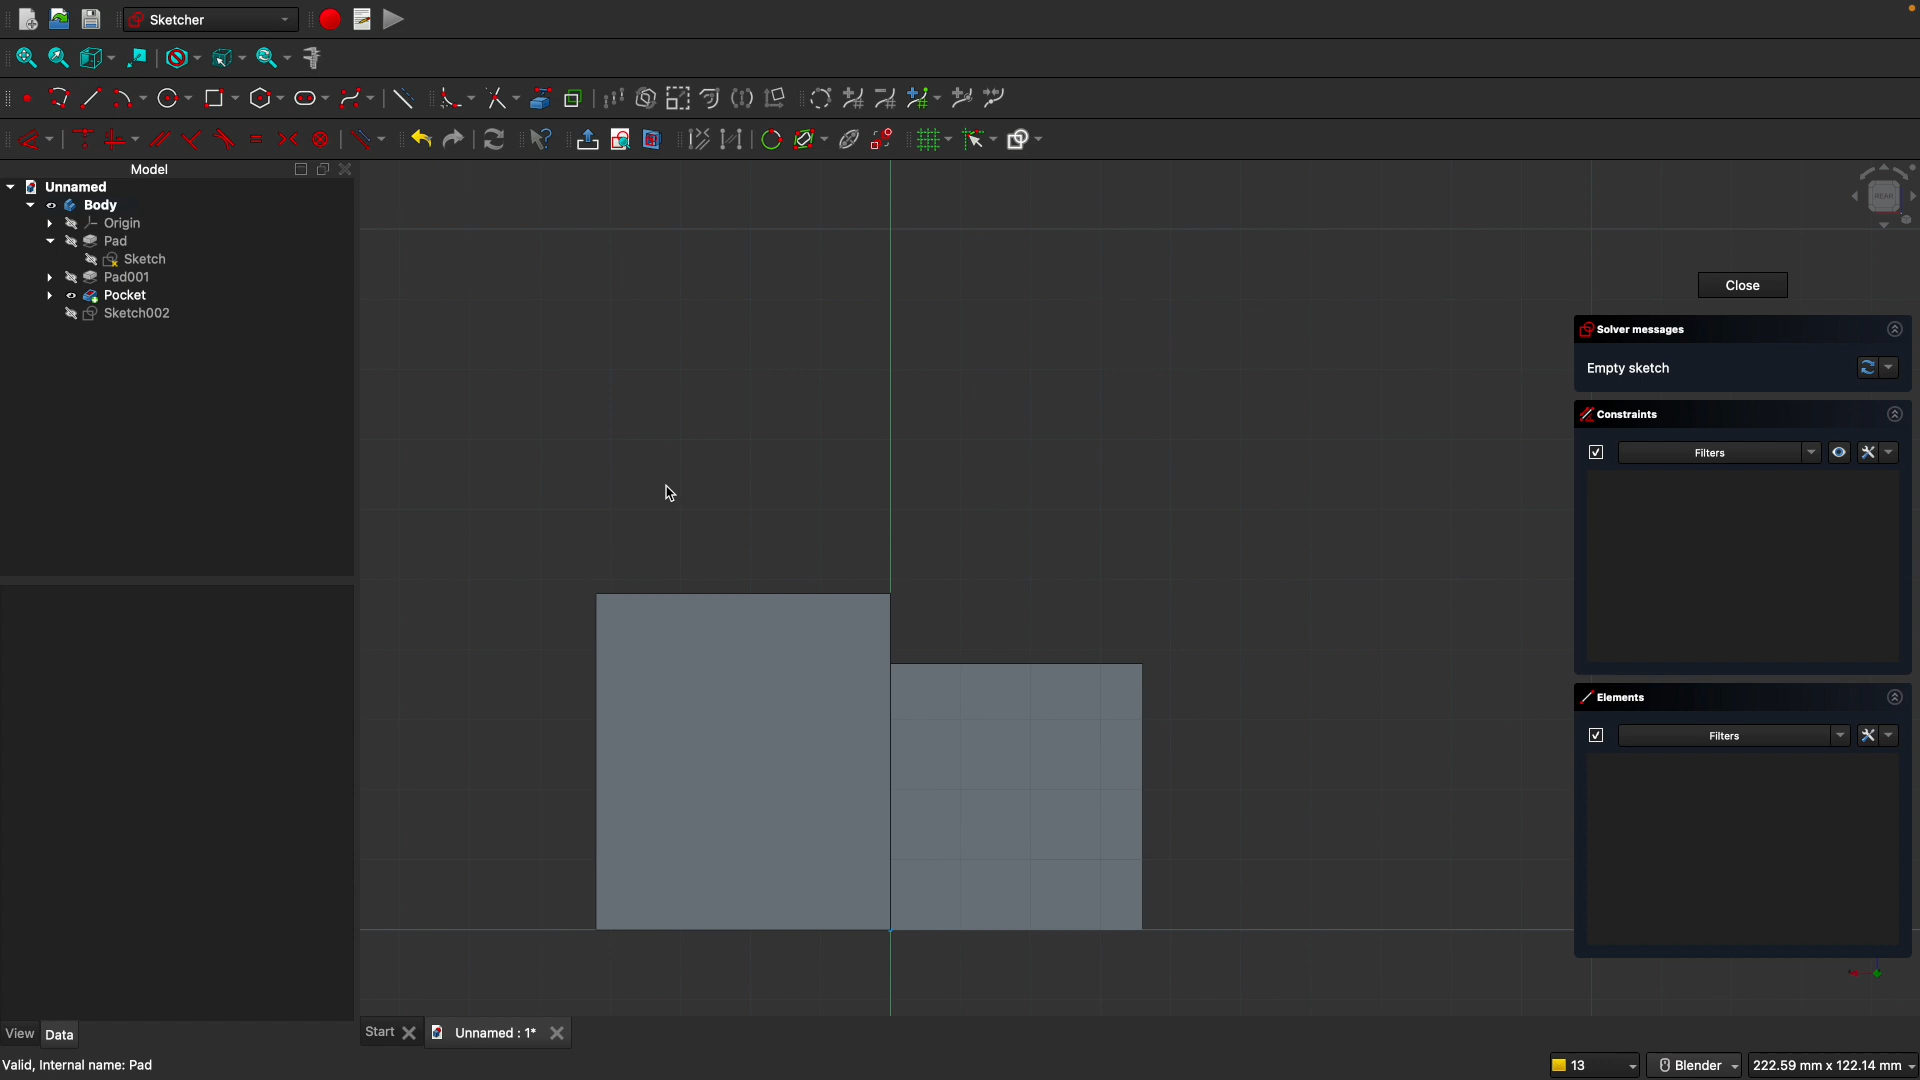 Sketcher
Model
Unnamed
Body
Origin
Pad
Sketch
Pad001
Pocket
Sketch002
REAR
Close
Solver messages
Empty sketch
Constraints
Filters
Elements
Filters
View
Data
Start
Unnamed : 1*
Valid, Internal name: Pad
13
Blender
222.59 mm x 122.14 mm